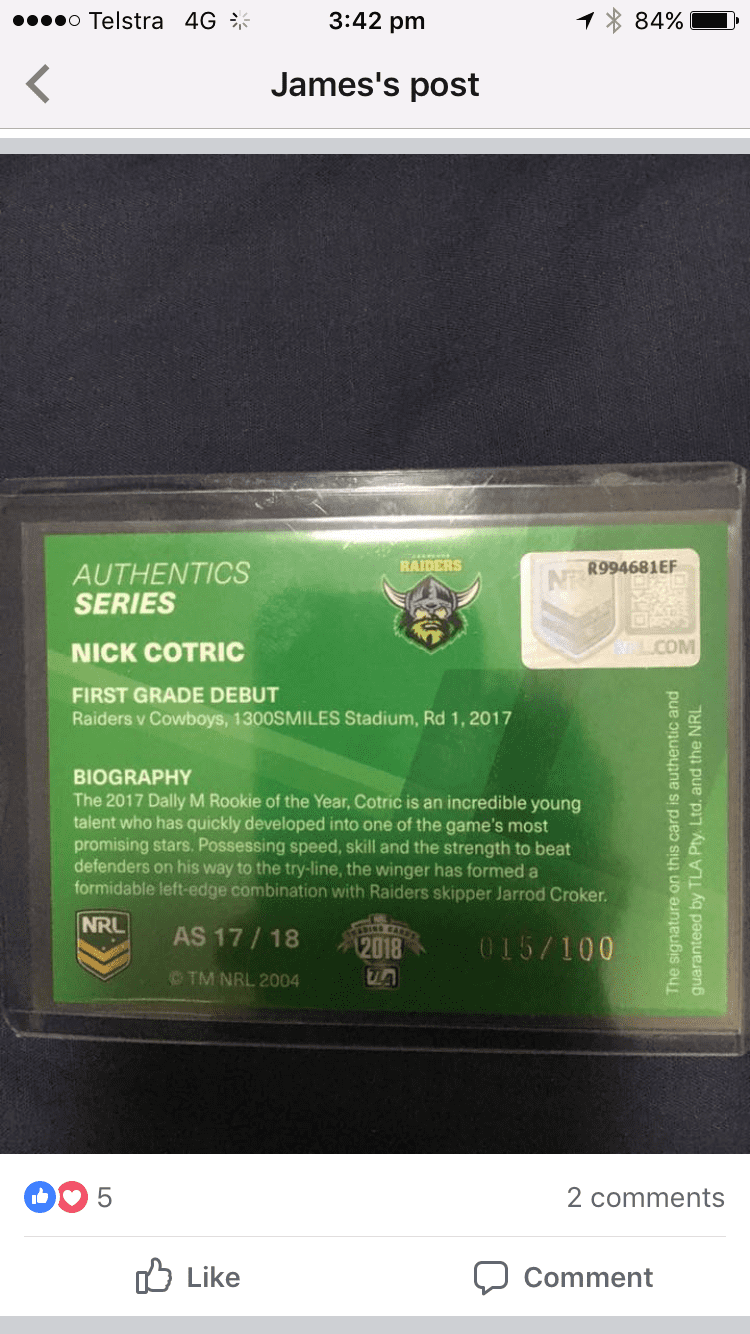 Telstra 4G 3:42 pm 84%
James's post
AUTHENTICS
SERIES
RAIDERS
R994681EF
NRL
NRL.COM
NICK COTRIC
FIRST GRADE DEBUT
Raiders v Cowboys, 1300SMILES Stadium, Rd 1, 2017
BIOGRAPHY
The 2017 Dally M Rookie of the Year, Cotric is an incredible young
talent who has quickly developed into one of the game's most
promising stars. Possessing speed, skill and the strength to beat
defenders on his way to the try-line, the winger has formed a
formidable left-edge combination with Raiders skipper Jarrod Croker.
NRL
AS 17 / 18
TRADING CARDS
2018
TLA
015/100
© TM NRL 2004
The signature on this card is authentic and
guaranteed by TLA Pty. Ltd. and the NRL
5
2 comments
Like
Comment